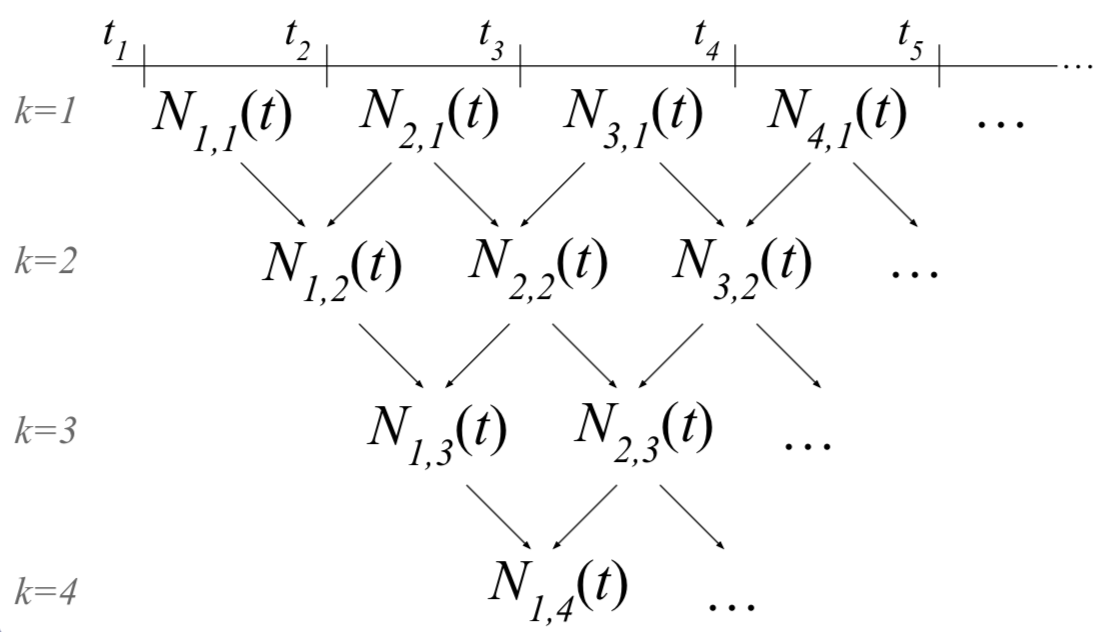 t₁ t₂ t₃ t₄ t₅ ...
k=1 N₁,₁(t) N₂,₁(t) N₃,₁(t) N₄,₁(t) ...
k=2 N₁,₂(t) N₂,₂(t) N₃,₂(t) ...
k=3 N₁,₃(t) N₂,₃(t) ...
k=4 N₁,₄(t) ...